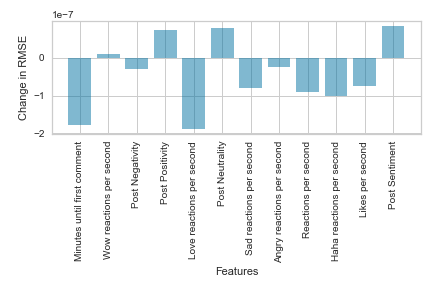 1e−7
Change in RMSE
0
−1
−2
Minutes until first comment
Wow reactions per second
Post Negativity
Post Positivity
Love reactions per second
Post Neutrality
Sad reactions per second
Angry reactions per second
Reactions per second
Haha reactions per second
Likes per second
Post Sentiment
Features